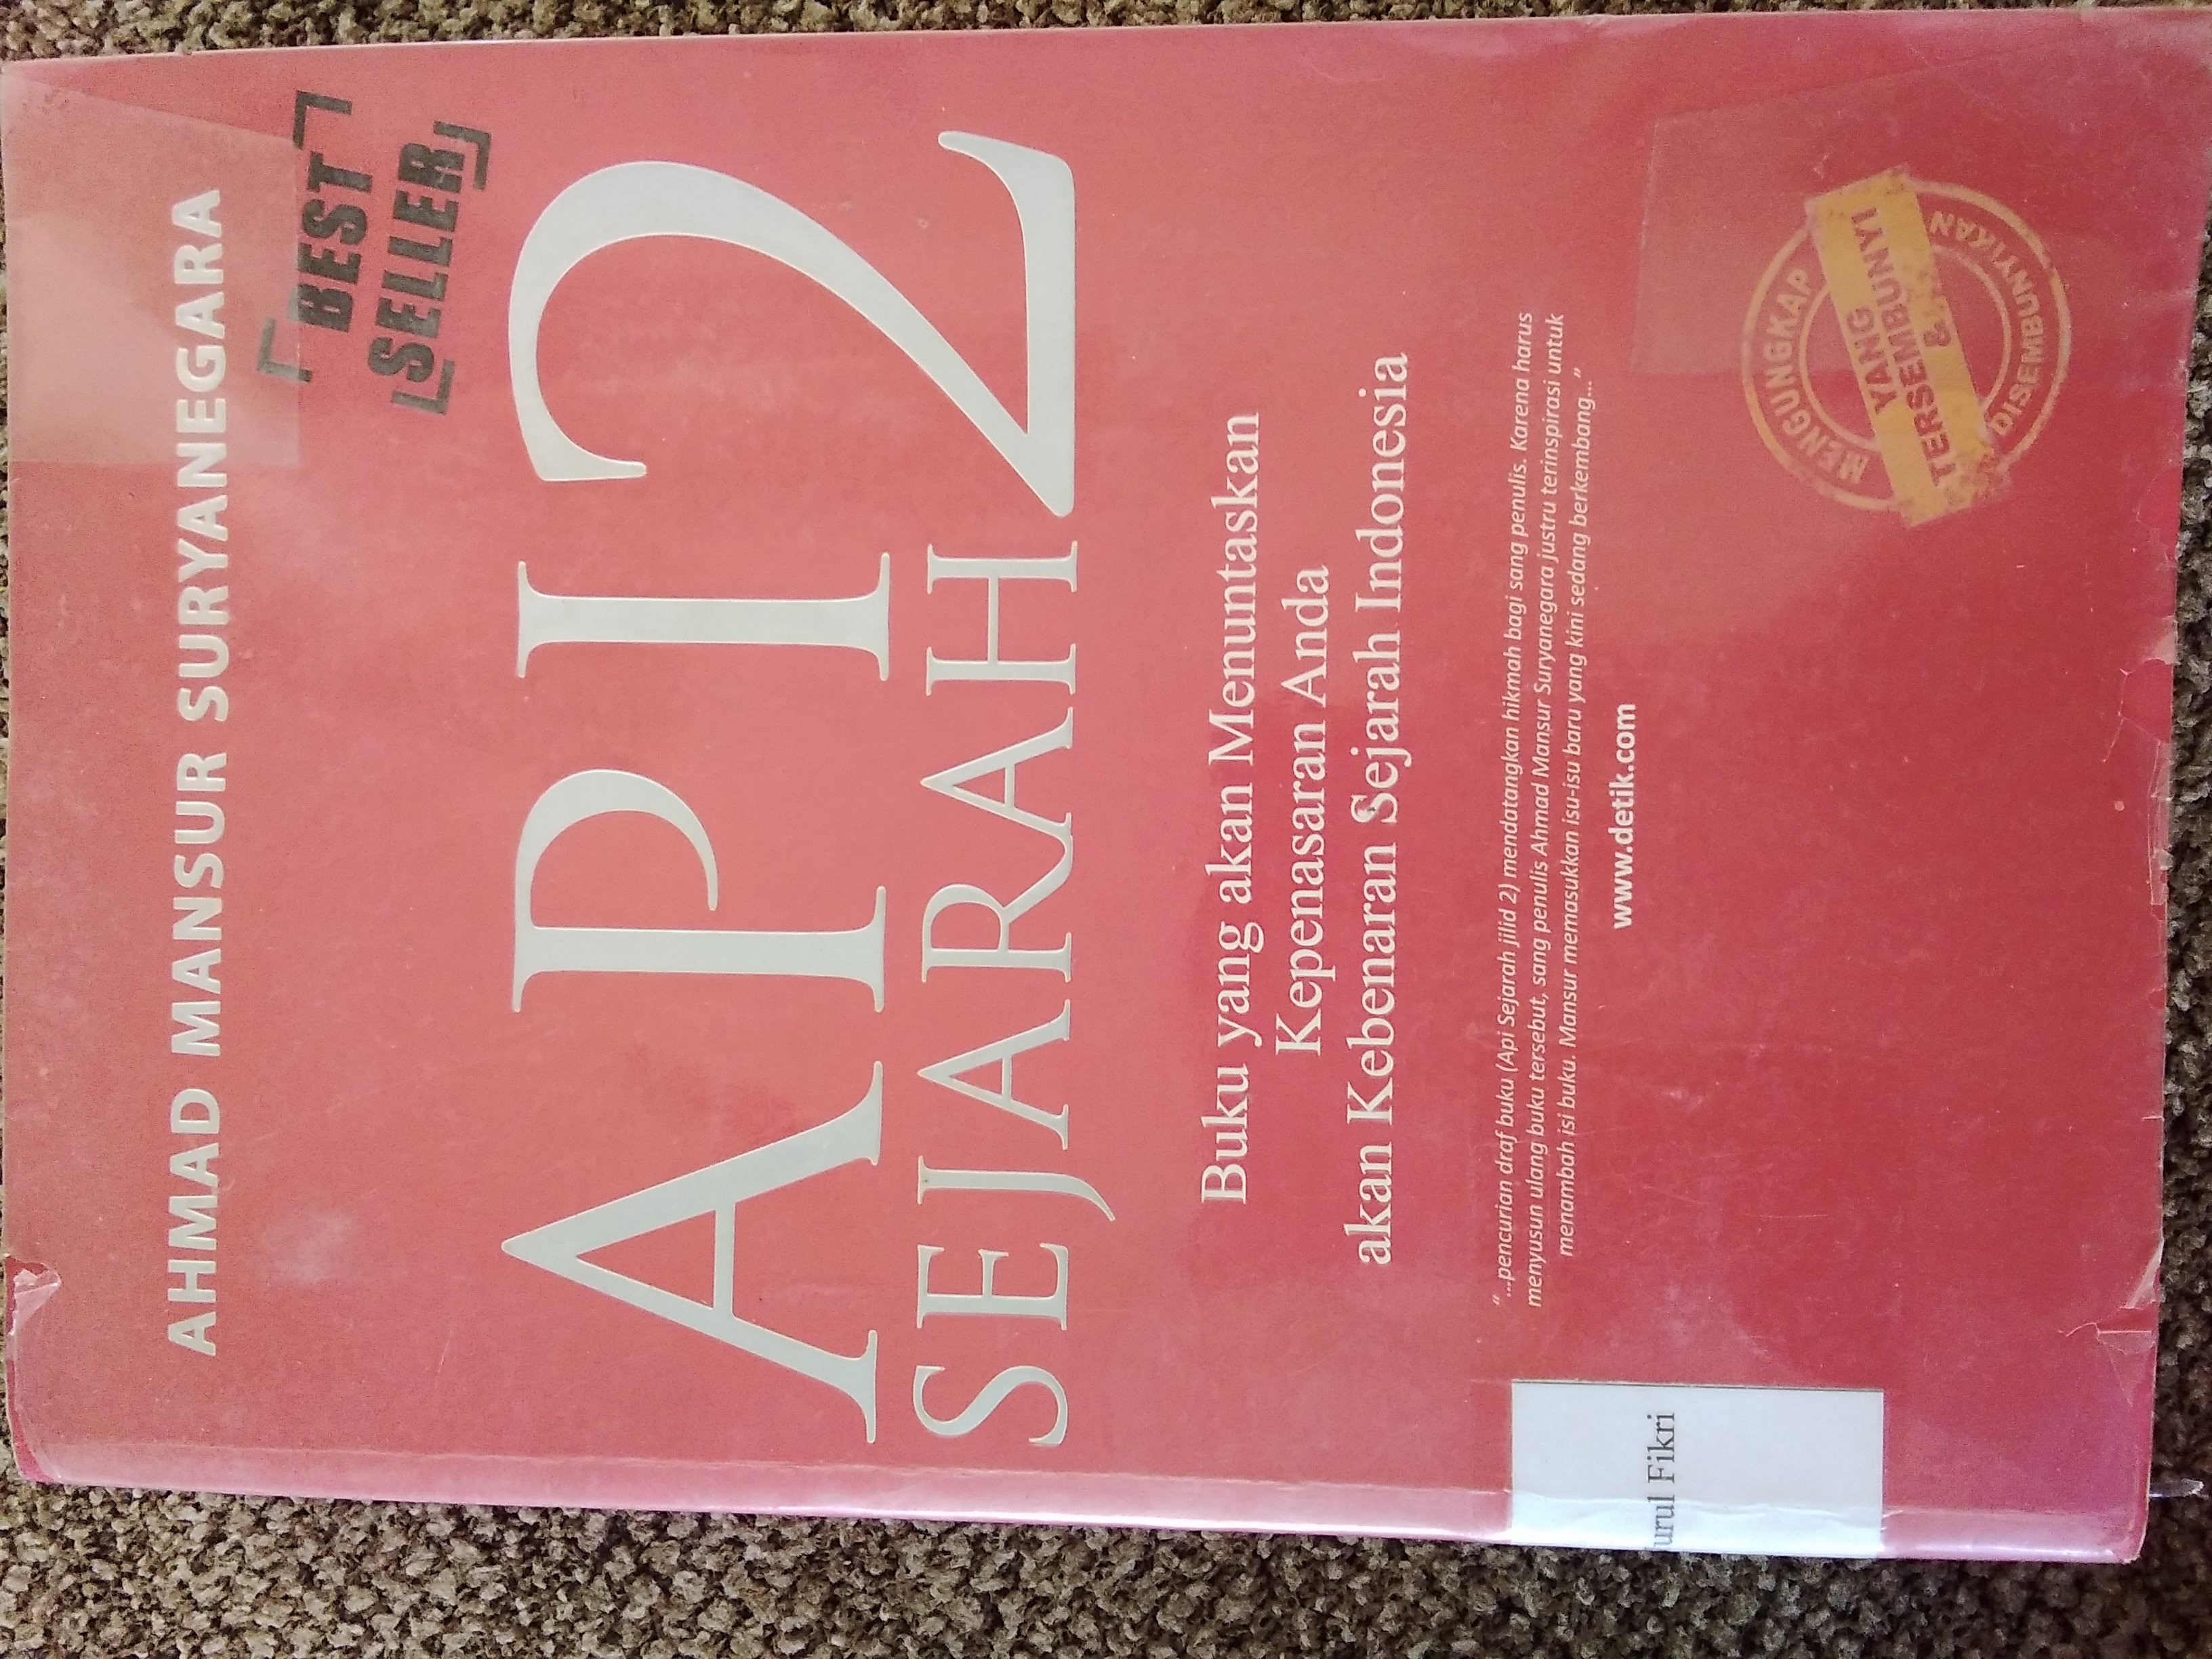 AHMAD MANSUR SURYANEGARA
BEST
SELLER
API 2
SEJARAH
Buku yang akan Menuntaskan
Kepenasaran Anda
akan Kebenaran Sejarah Indonesia
“...pencurian draf buku (Api Sejarah jilid 2) mendatangkan hikmah bagi sang penulis. Karena harus
menyusun ulang buku tersebut, sang penulis Ahmad Mansur Suryanegara justru terinspirasi untuk
menambah isi buku. Mansur memasukan isu-isu baru yang kini sedang berkembang...”
www.detik.com
MENGUNGKAP
YANG
TERSEMBUNYI
&
DISEMBUNYIKAN
urul Fikri